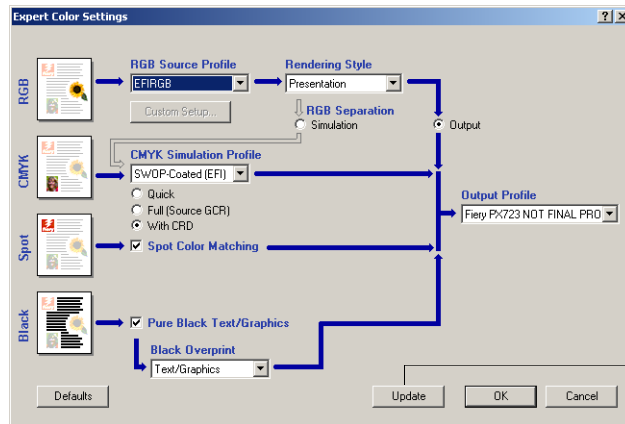 Expert Color Settings
RGB
RGB Source Profile
EFIRGB
Custom Setup...
Rendering Style
Presentation
RGB Separation
Simulation
Output
CMYK
CMYK Simulation Profile
SWOP-Coated (EFI)
Quick
Full (Source GCR)
With CRD
Output Profile
Fiery PX723 NOT FINAL PRO
Spot
Spot Color Matching
Black
Pure Black Text/Graphics
Black Overprint
Text/Graphics
Defaults
Update
OK
Cancel